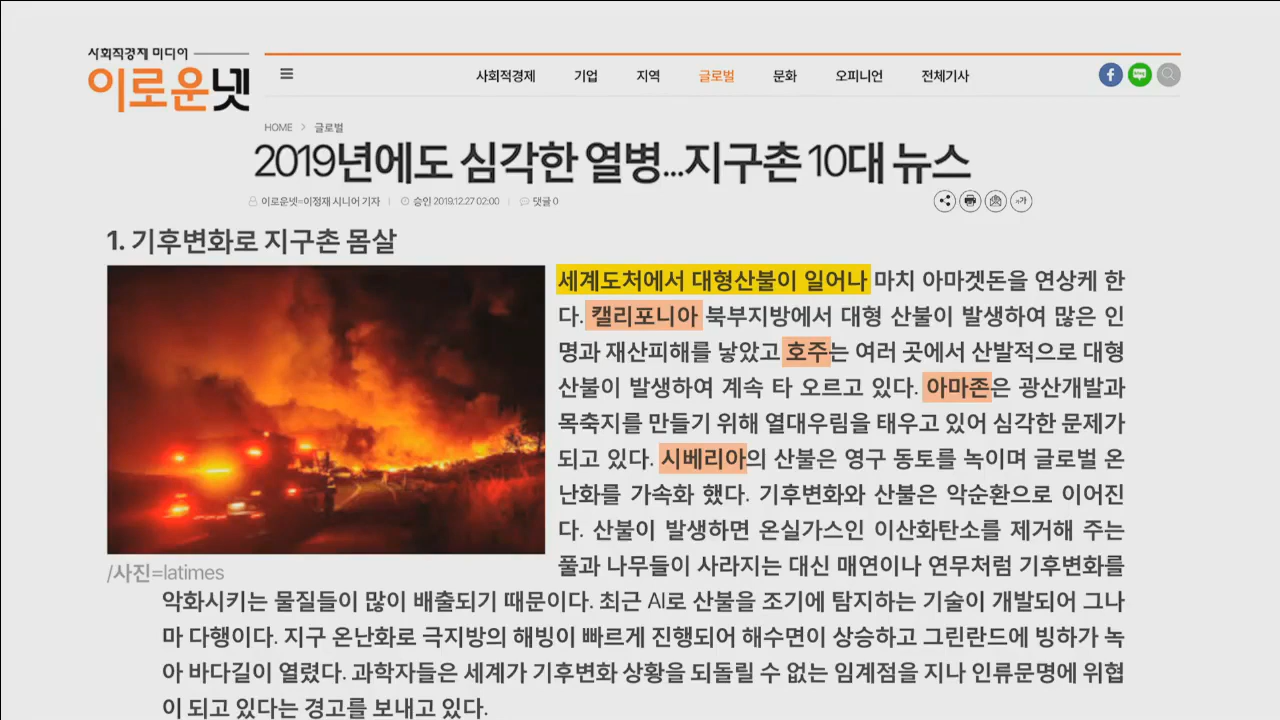 사회적경제 미디어
이로운넷
사회적경제 기업 지역 글로벌 문화 오피니언 전체기사
HOME > 글로벌
2019년에도 심각한 열병...지구촌 10대 뉴스
이로운넷=이정재 시니어 기자 | 승인 2019.12.27 02:00 | 댓글 0
가
1. 기후변화로 지구촌 몸살
세계도처에서 대형산불이 일어나 마치 아마겟돈을 연상케 한
다. 캘리포니아 북부지방에서 대형 산불이 발생하여 많은 인
명과 재산피해를 낳았고 호주는 여러 곳에서 산발적으로 대형
산불이 발생하여 계속 타 오르고 있다. 아마존은 광산개발과
목축지를 만들기 위해 열대우림을 태우고 있어 심각한 문제가
되고 있다. 시베리아의 산불은 영구 동토를 녹이며 글로벌 온
난화를 가속화 했다. 기후변화와 산불은 악순환으로 이어진
다. 산불이 발생하면 온실가스인 이산화탄소를 제거해 주는
풀과 나무들이 사라지는 대신 매연이나 연무처럼 기후변화를
/사진=latimes
악화시키는 물질들이 많이 배출되기 때문이다. 최근 AI로 산불을 조기에 탐지하는 기술이 개발되어 그나
마 다행이다. 지구 온난화로 극지방의 해빙이 빠르게 진행되어 해수면이 상승하고 그린란드에 빙하가 녹
아 바다길이 열렸다. 과학자들은 세계가 기후변화 상황을 되돌릴 수 없는 임계점을 지나 인류문명에 위협
이 되고 있다는 경고를 보내고 있다.